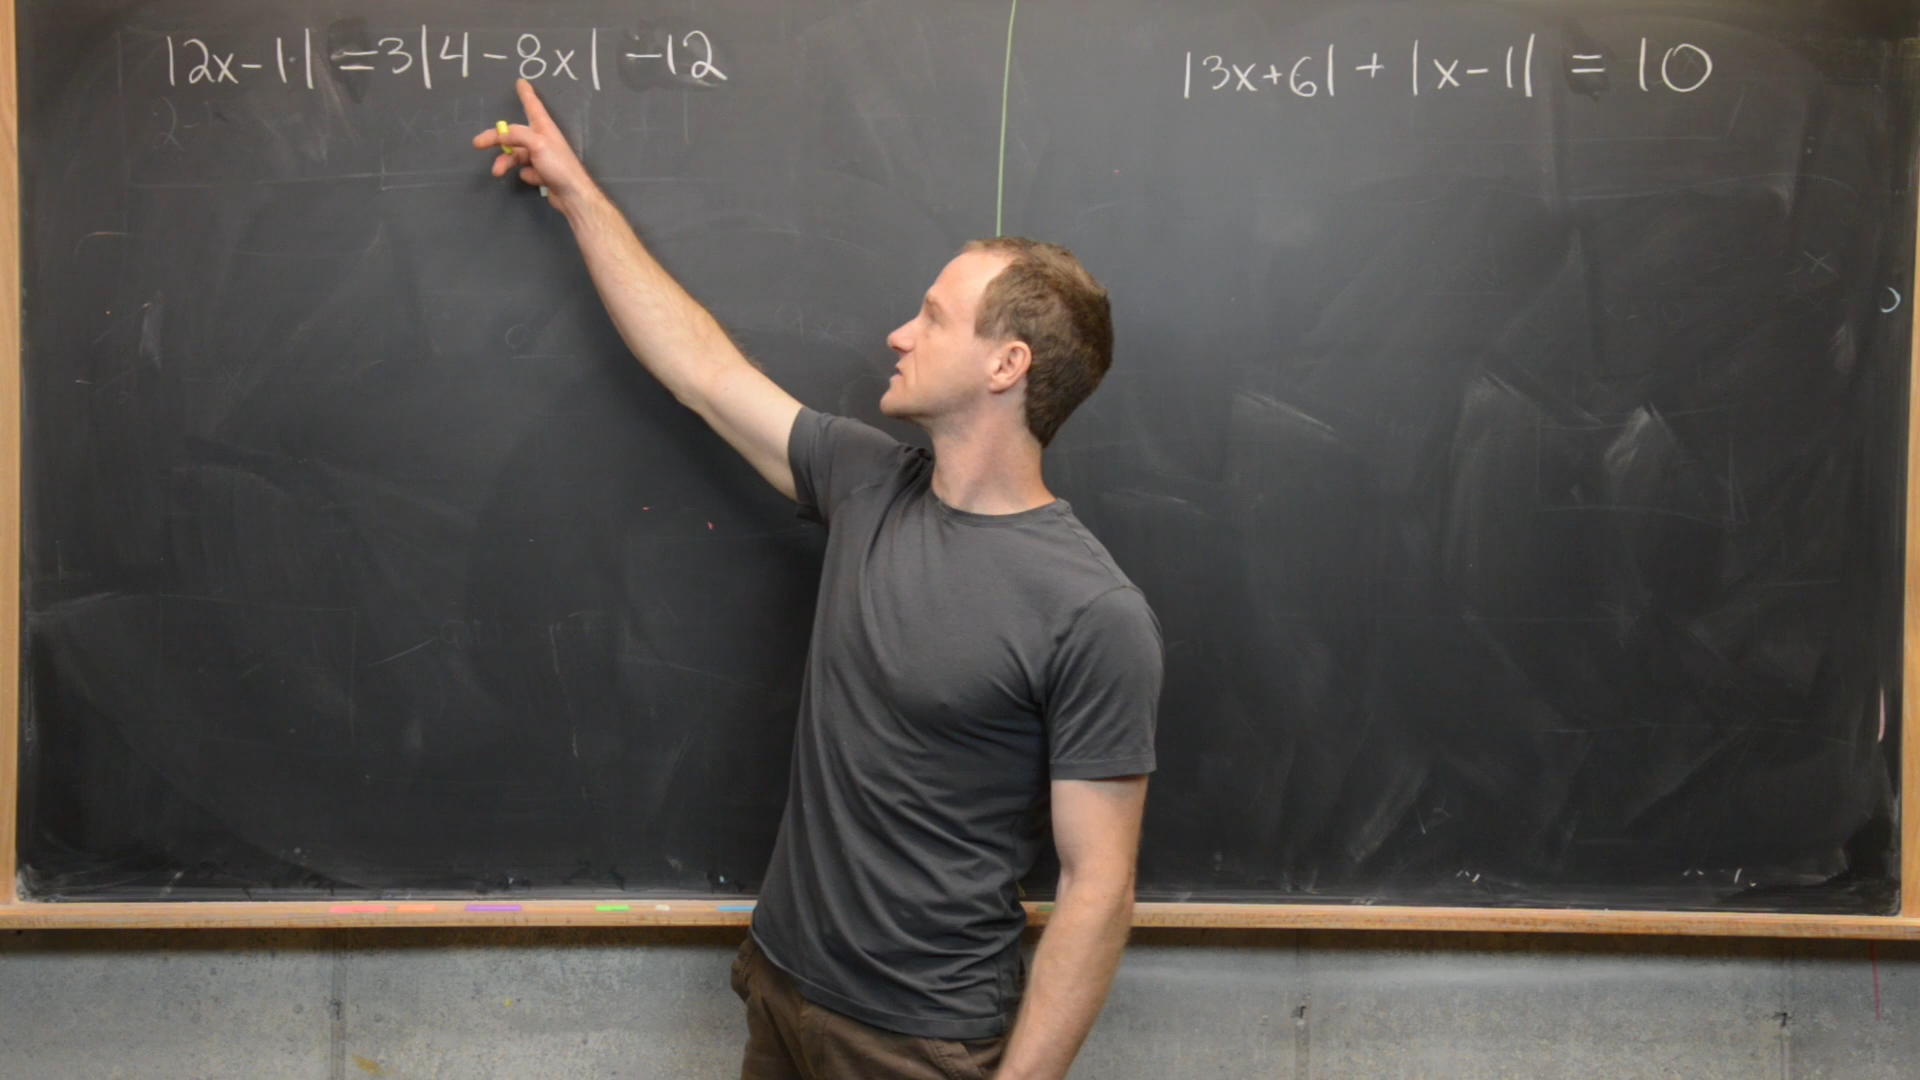 |2x-1| = 3|4-8x| -12
|3x+6| + |x-1| = 10